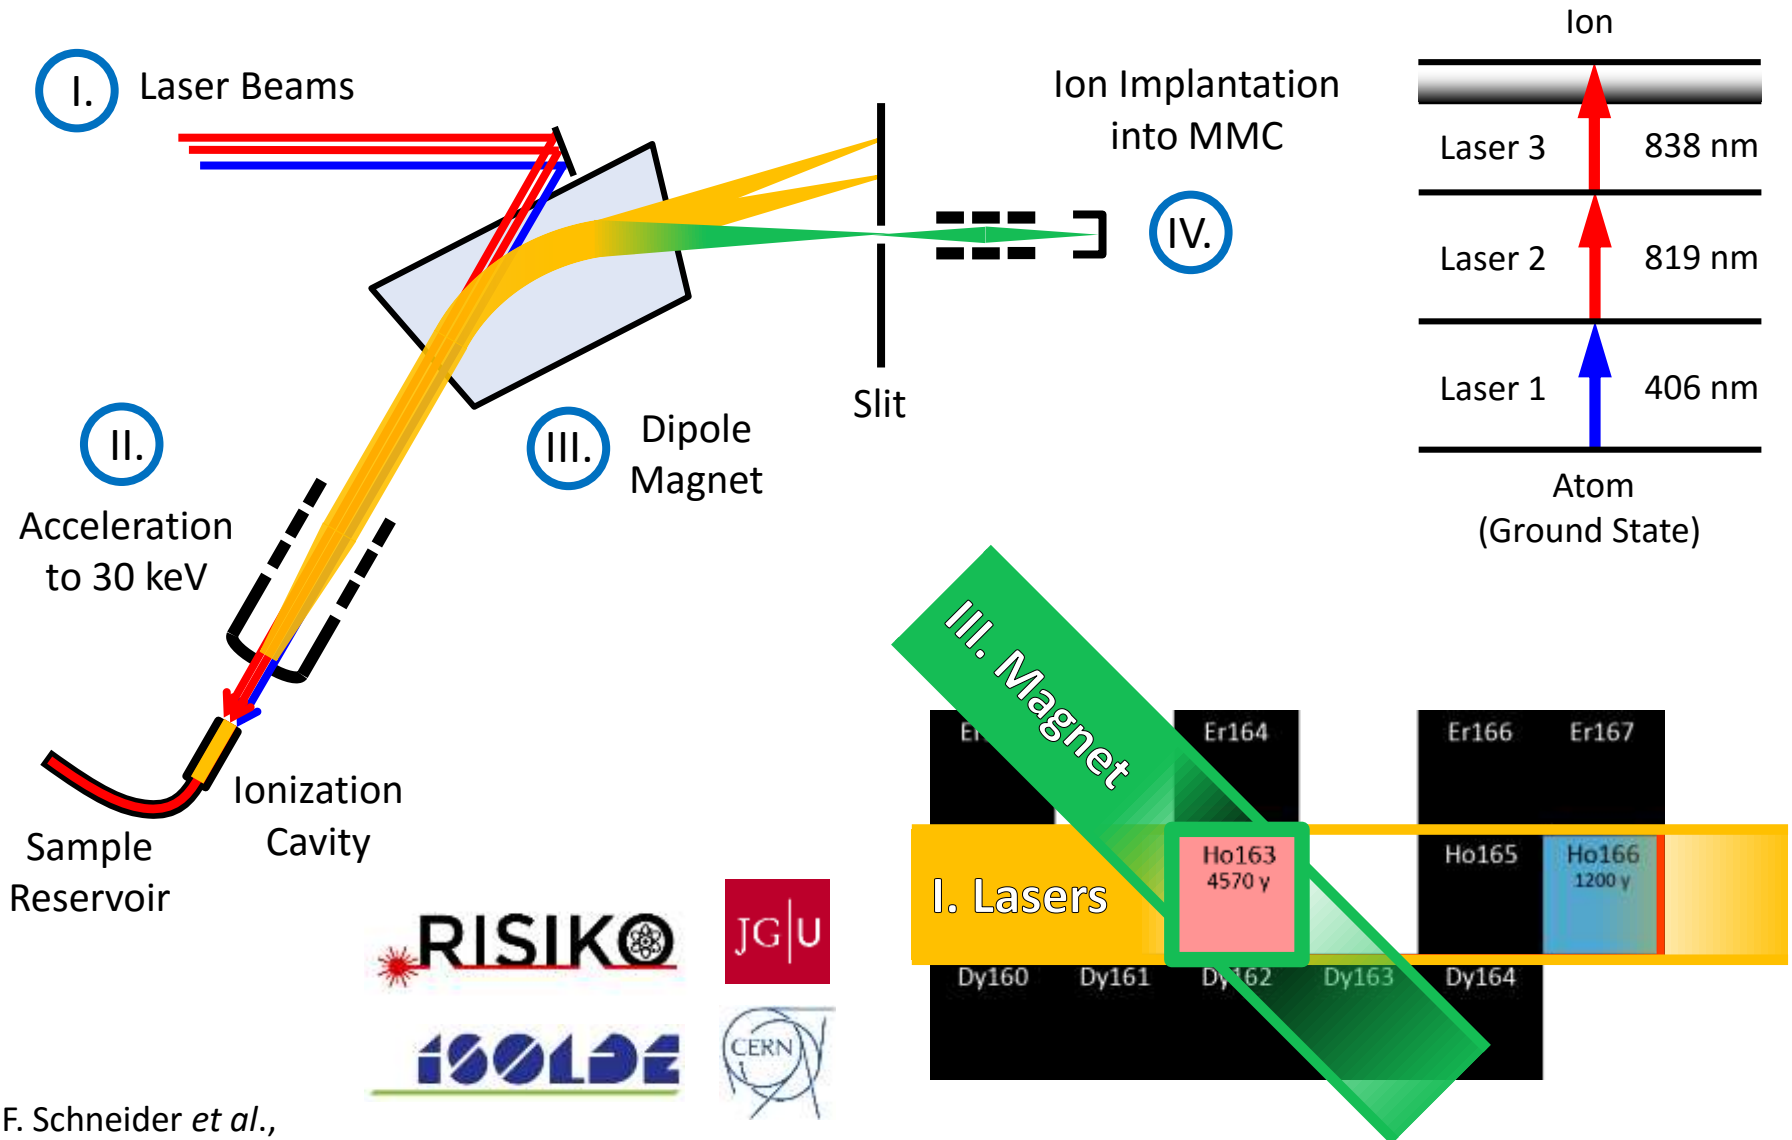 I.
Laser Beams
Ion Implantation
into MMC
IV.
Slit
II.
Acceleration
to 30 keV
III.
Dipole
Magnet
Ionization
Cavity
Sample
Reservoir
Ion
Laser 3 838 nm
Laser 2 819 nm
Laser 1 406 nm
Atom
(Ground State)
III. Magnet
Er164 Er166 Er167
I. Lasers
Ho163
4570 y
Ho165
Ho166
1200 y
Dy160 Dy161 Dy162 Dy163 Dy164
RISIKO
JG|U
ISOLDE
CERN
F. Schneider et al.,